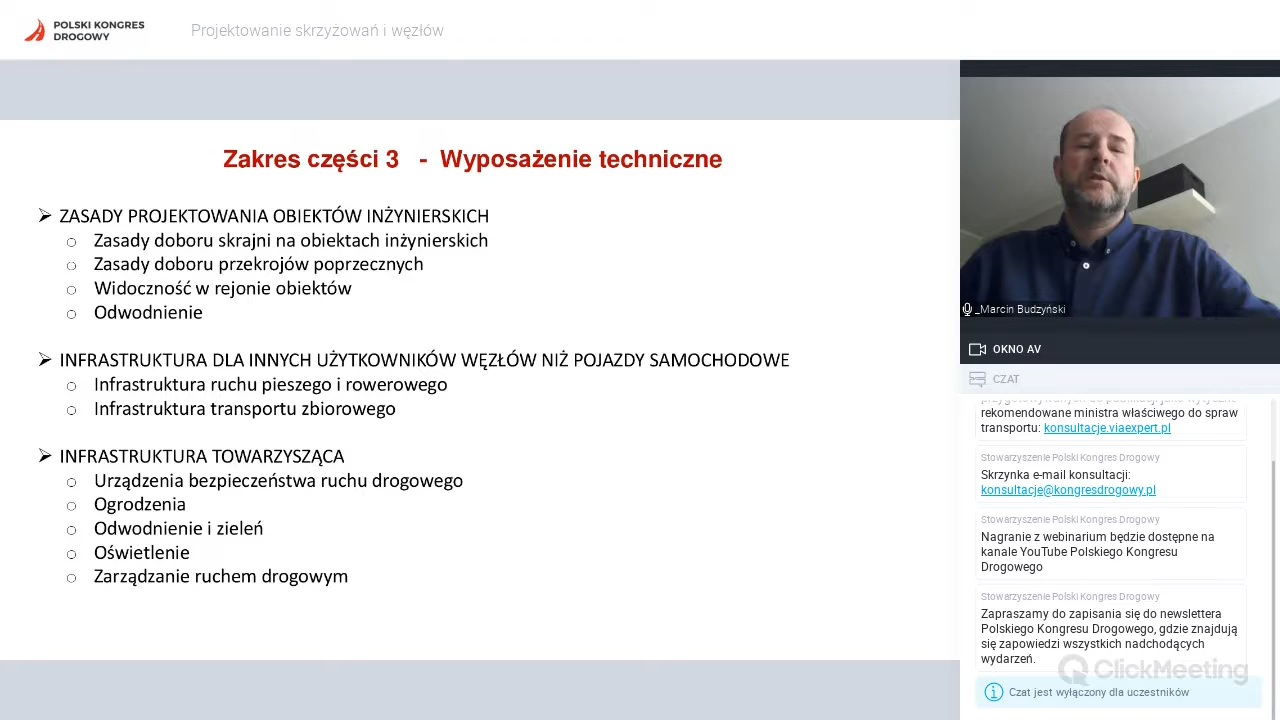 POLSKI KONGRES
DROGOWY
Projektowanie skrzyżowań i węzłów
Zakres części 3 - Wyposażenie techniczne
ZASADY PROJEKTOWANIA OBIEKTÓW INŻYNIERSKICH
Zasady doboru skrajni na obiektach inżynierskich
Zasady doboru przekrojów poprzecznych
Widoczność w rejonie obiektów
Odwodnienie
INFRASTRUKTURA DLA INNYCH UŻYTKOWNIKÓW WĘZŁÓW NIŻ POJAZDY SAMOCHODOWE
Infrastruktura ruchu pieszego i rowerowego
Infrastruktura transportu zbiorowego
INFRASTRUKTURA TOWARZYSZĄCA
Urządzenia bezpieczeństwa ruchu drogowego
Ogrodzenia
Odwodnienie i zieleń
Oświetlenie
Zarządzanie ruchem drogowym
_Marcin Budzyński
OKNO AV
CZAT
rekomendowane ministra właściwego do spraw
transportu: konsultacje.viaexpert.pl
Stowarzyszenie Polski Kongres Drogowy
Skrzynka e-mail konsultacji:
konsultacje@kongresdrogowy.pl
Stowarzyszenie Polski Kongres Drogowy
Nagranie z webinarium będzie dostępne na
kanale YouTube Polskiego Kongresu
Drogowego
Stowarzyszenie Polski Kongres Drogowy
Zapraszamy do zapisania się do newslettera
Polskiego Kongresu Drogowego, gdzie znajdują
się zapowiedzi wszystkich nadchodzących
wydarzeń.
ClickMeeting
Czat jest wyłączony dla uczestników